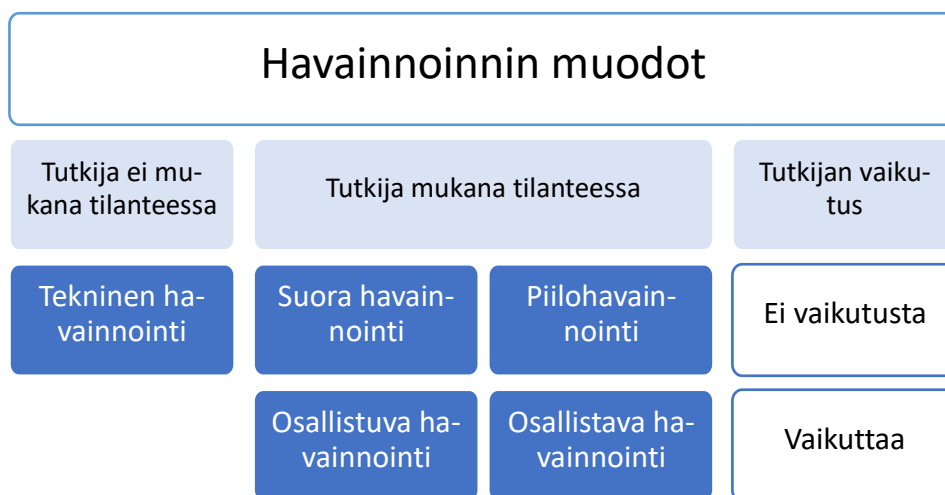 Havainnoinnin muodot
Tutkija ei mu-
kana tilanteessa
Tutkija mukana tilanteessa
Tutkijan vaiku-
tus
Tekninen ha-
vainnointi
Suora havain-
nointi
Piilohavain-
nointi
Ei vaikutusta
Osallistuva ha-
vainnointi
Osallistava ha-
vainnointi
Vaikuttaa